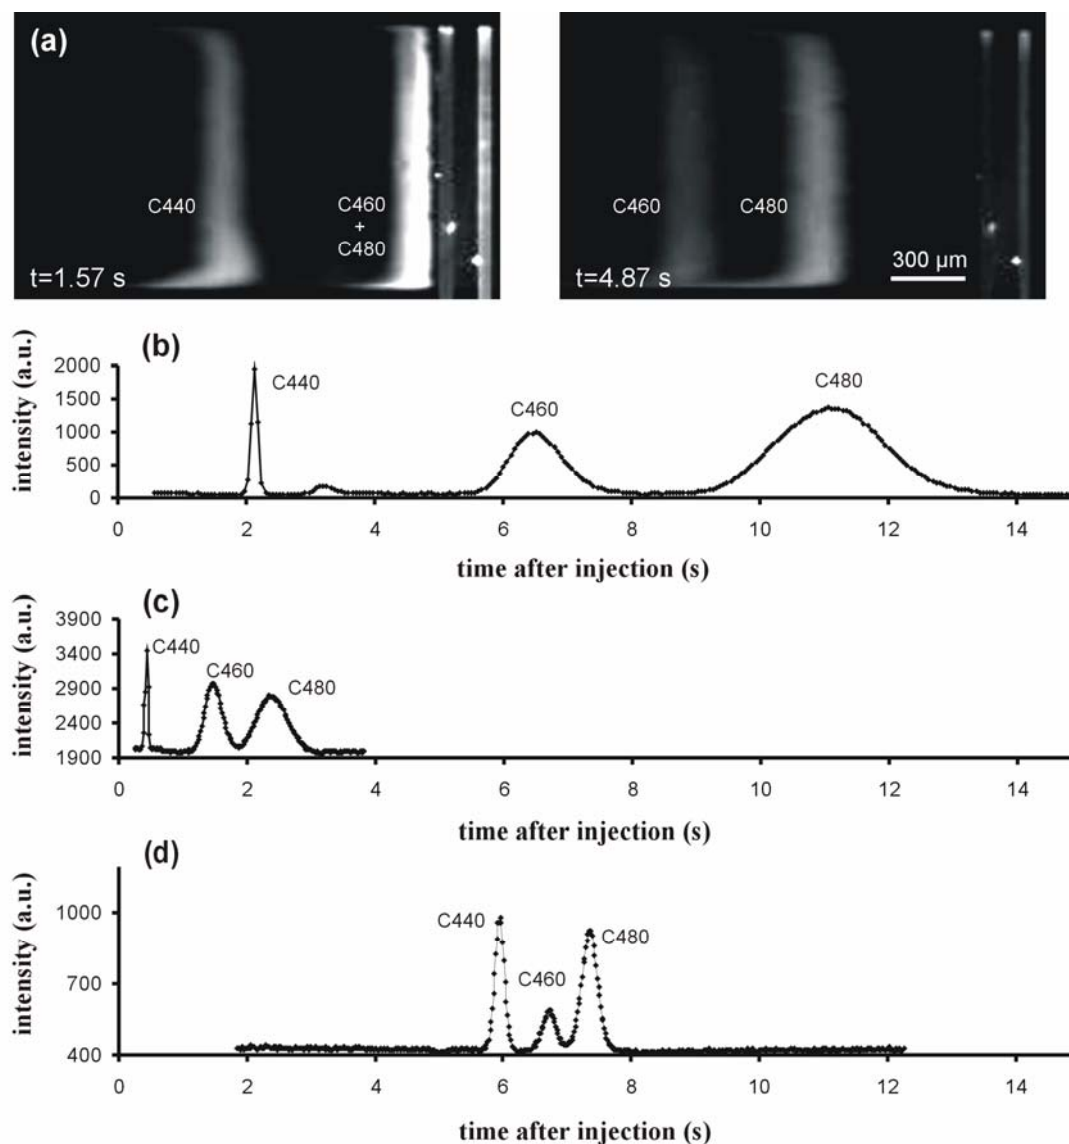 (a)
C440
C460
+
C480
t=1.57 s
C460
C480
300 µm
t=4.87 s
(b)
intensity (a.u.)
2000
1500
1000
500
0
C440
C460
C480
0 2 4 6 8 10 12 14
time after injection (s)
(c)
intensity (a.u.)
3900
3400
2900
2400
1900
C440
C460
C480
0 2 4 6 8 10 12 14
time after injection (s)
(d)
intensity (a.u.)
1000
700
400
C440
C460
C480
0 2 4 6 8 10 12 14
time after injection (s)